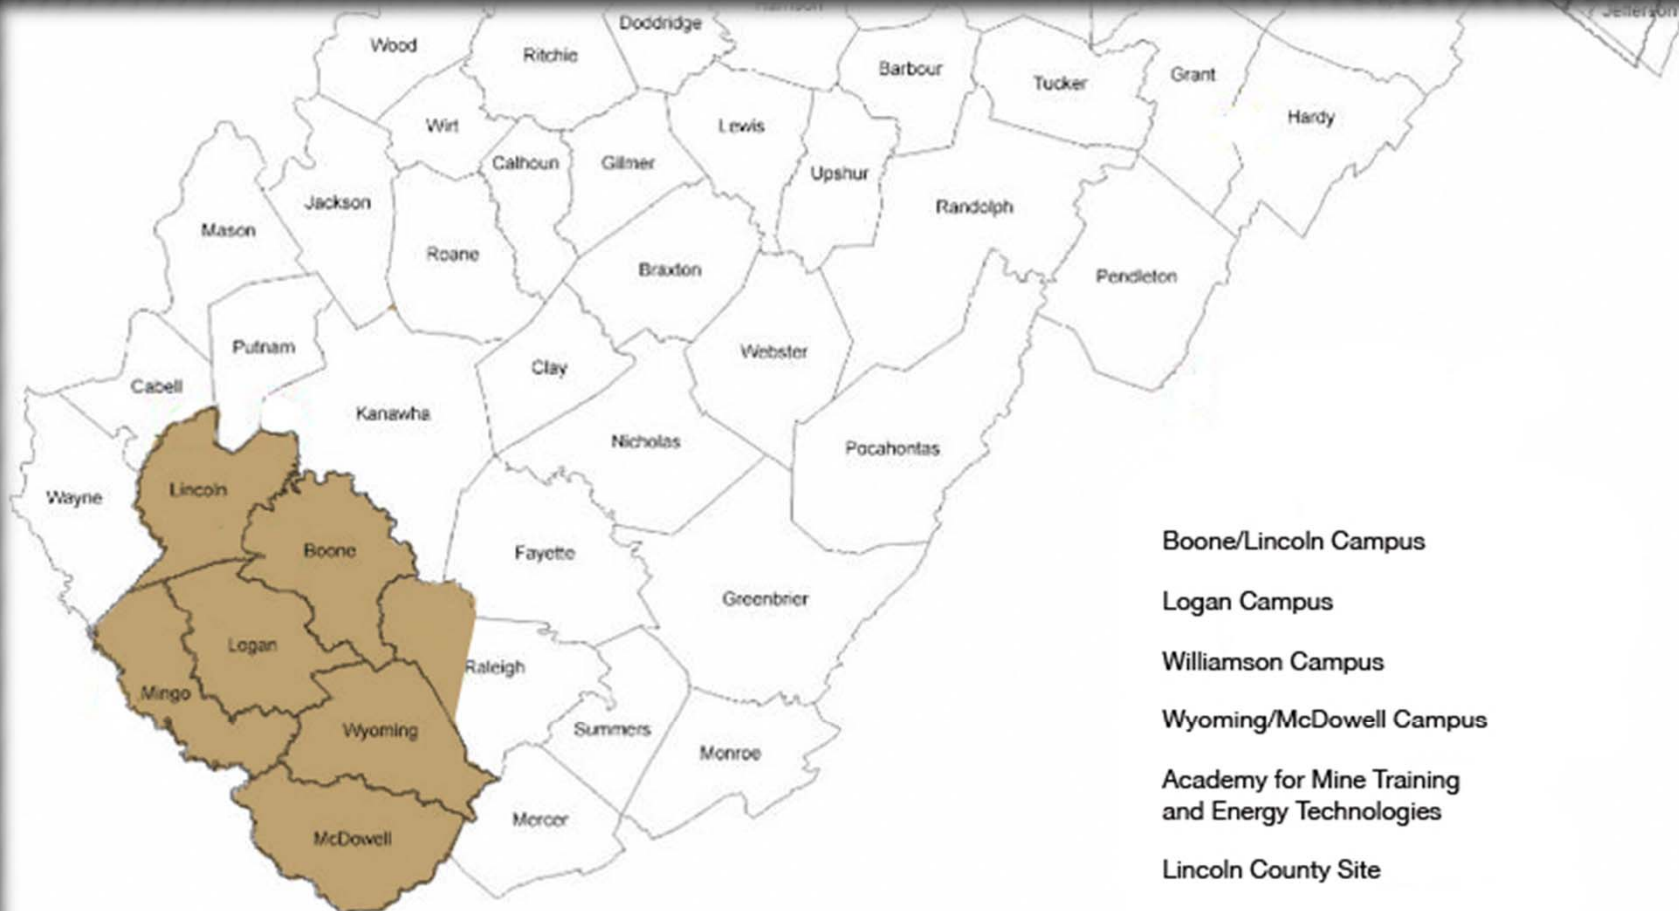 Harrison
Jefferson
Doddridge
Wood
Ritchie
Barbour
Tucker
Grant
Hardy
Wirt
Lewis
Calhoun
Gilmer
Upshur
Jackson
Randolph
Mason
Roane
Braxton
Pendleton
Putnam
Webster
Clay
Cabell
Kanawha
Nicholas
Pocahontas
Lincoln
Wayne
Boone
Fayette
Greenbrier
Logan
Raleigh
Mingo
Wyoming
Summers
Monroe
Mercer
McDowell
Boone/Lincoln Campus
Logan Campus
Williamson Campus
Wyoming/McDowell Campus
Academy for Mine Training
and Energy Technologies
Lincoln County Site